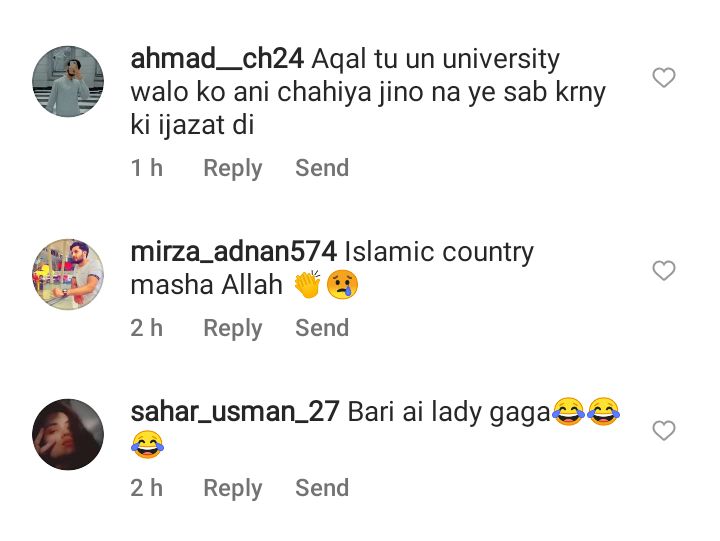 ahmad__ch24 Aqal tu un university
walo ko ani chahiya jino na ye sab krny
ki ijazat di
1 h Reply Send
mirza_adnan574 Islamic country
masha Allah 👏😢
2 h Reply Send
sahar_usman_27 Bari ai lady gaga😂😂
😂
2 h Reply Send